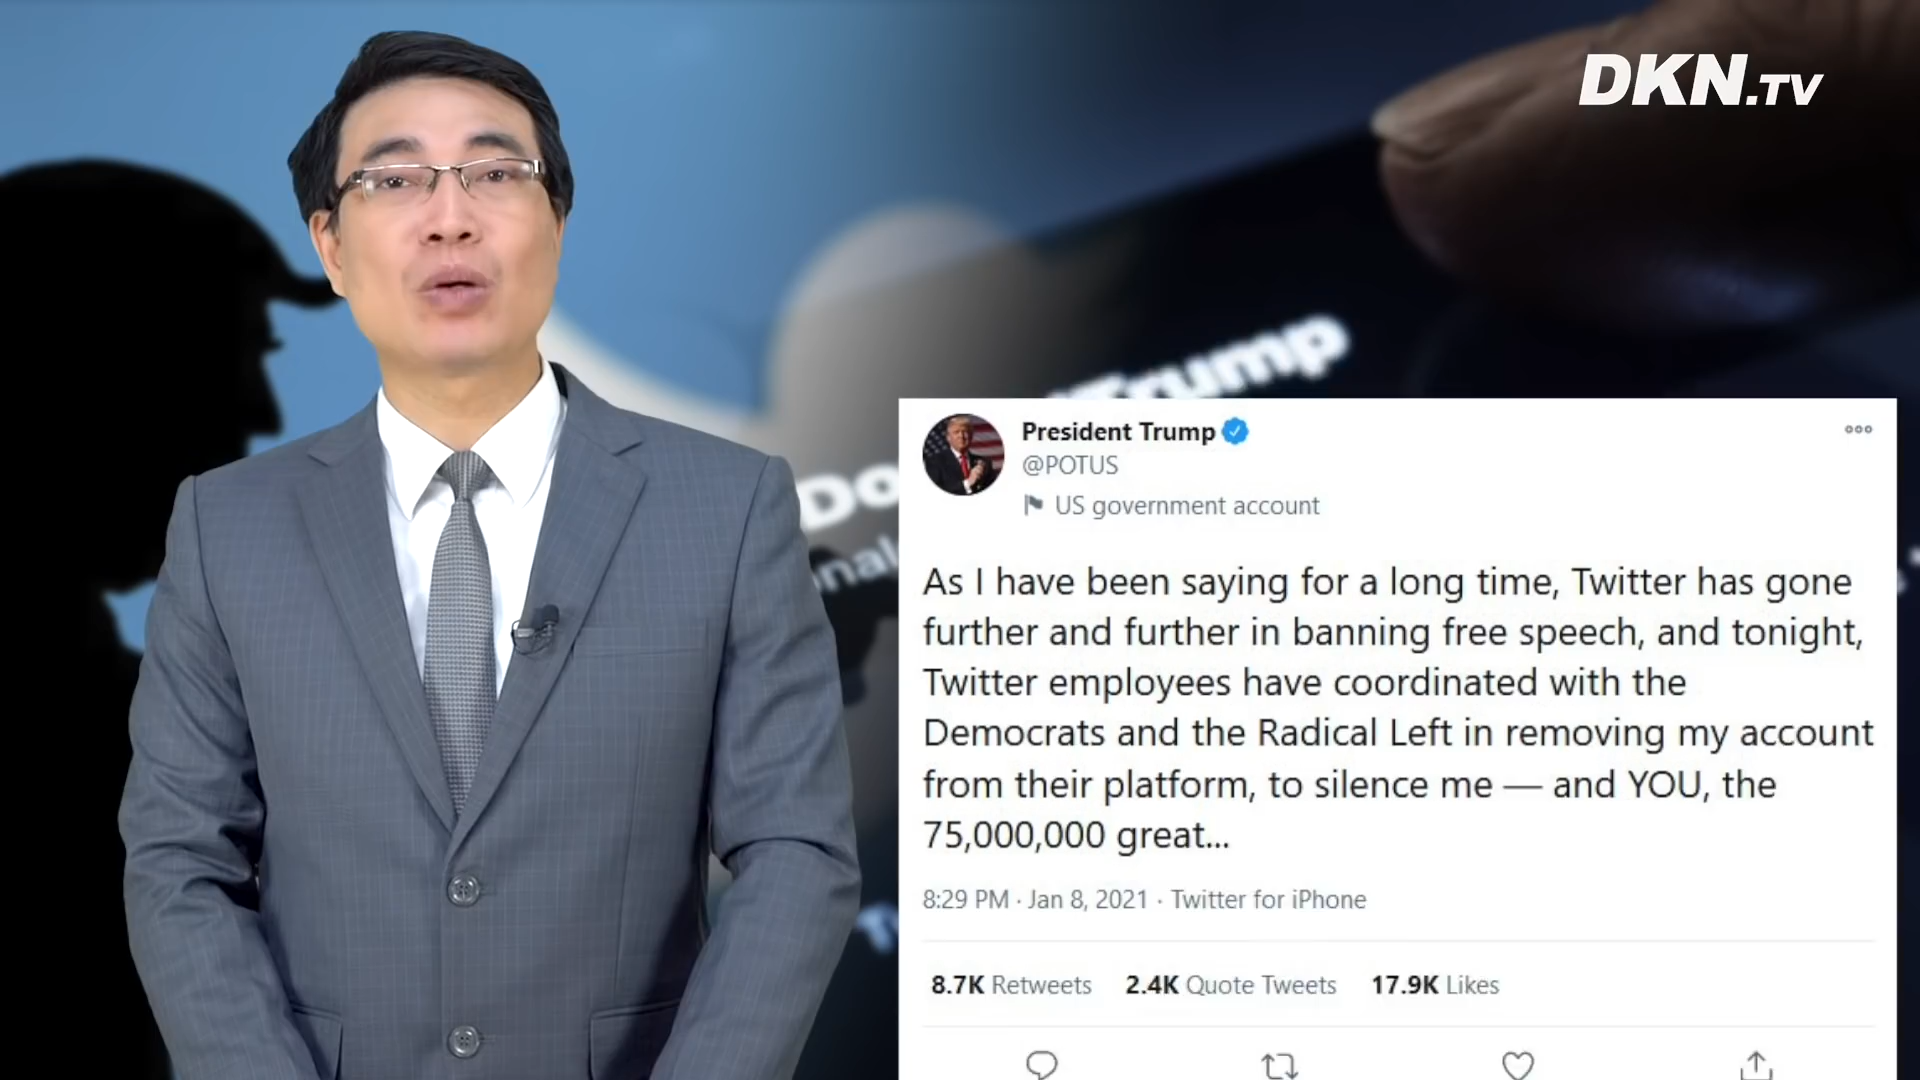 DKN.TV
Trump
Do
President Trump
@POTUS
US government account
As I have been saying for a long time, Twitter has gone
further and further in banning free speech, and tonight,
Twitter employees have coordinated with the
Democrats and the Radical Left in removing my account
from their platform, to silence me — and YOU, the
75,000,000 great...
8:29 PM · Jan 8, 2021 · Twitter for iPhone
8.7K Retweets 2.4K Quote Tweets 17.9K Likes